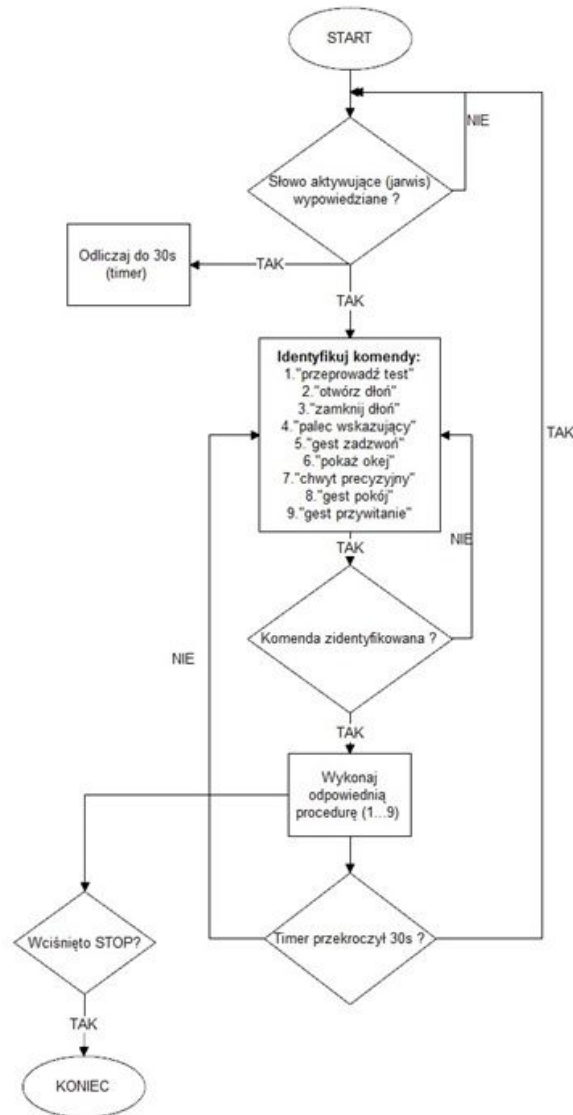 START
NIE
Słowo aktywujące (jarwis)
wypowiedziane ?
Odliczaj do 30s
(timer)
TAK
TAK
Identyfikuj komendy:
1."przeprowadź test"
2."otwórz dłoń"
3."zamknij dłoń"
4."palec wskazujący"
5."gest zadzwoń"
6."pokaż okej"
7."chwyt precyzyjny"
8."gest pokój"
9."gest przywitanie"
TAK
TAK
NIE
Komenda zidentyfikowana ?
NIE
TAK
Wykonaj
odpowiednią
procedurę (1...9)
Wciśnięto STOP?
Timer przekroczył 30s ?
TAK
KONIEC